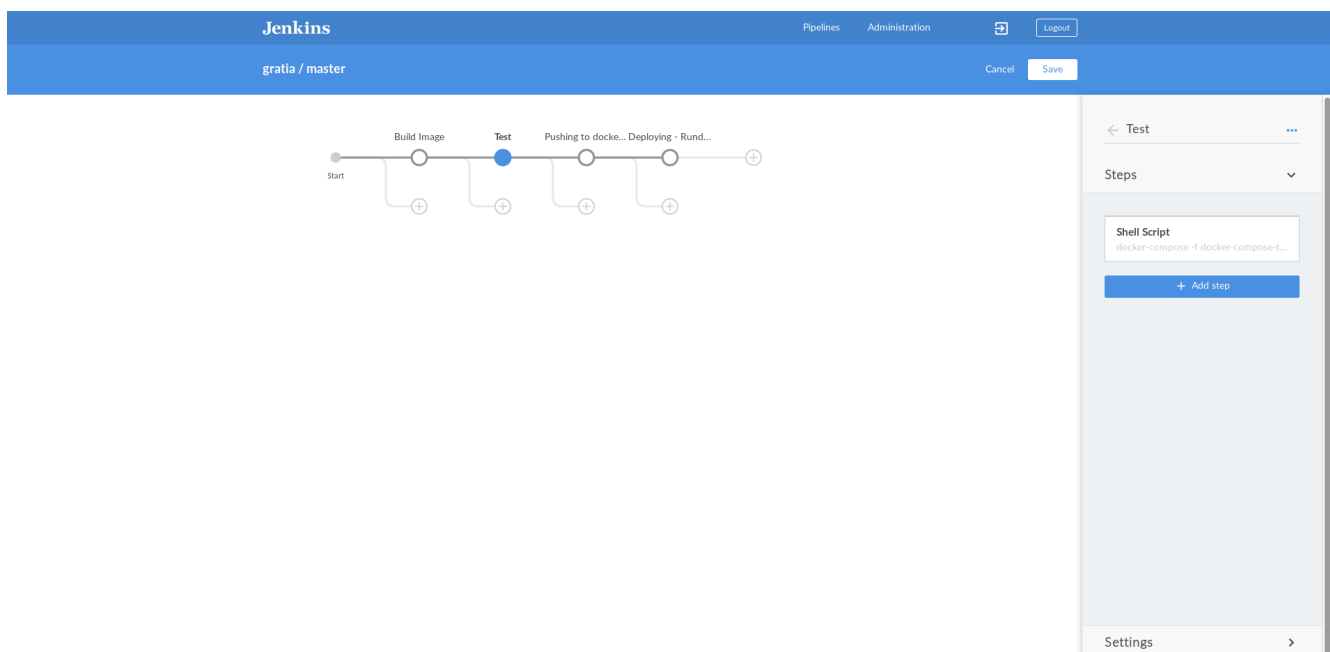 Jenkins
Pipelines
Administration
Logout
gratia / master
Cancel
Save
Build Image
Test
Pushing to docke...
Deploying - Rund...
Start
Test
Steps
Shell Script
docker-compose -f docker-compose-t...
Add step
Settings